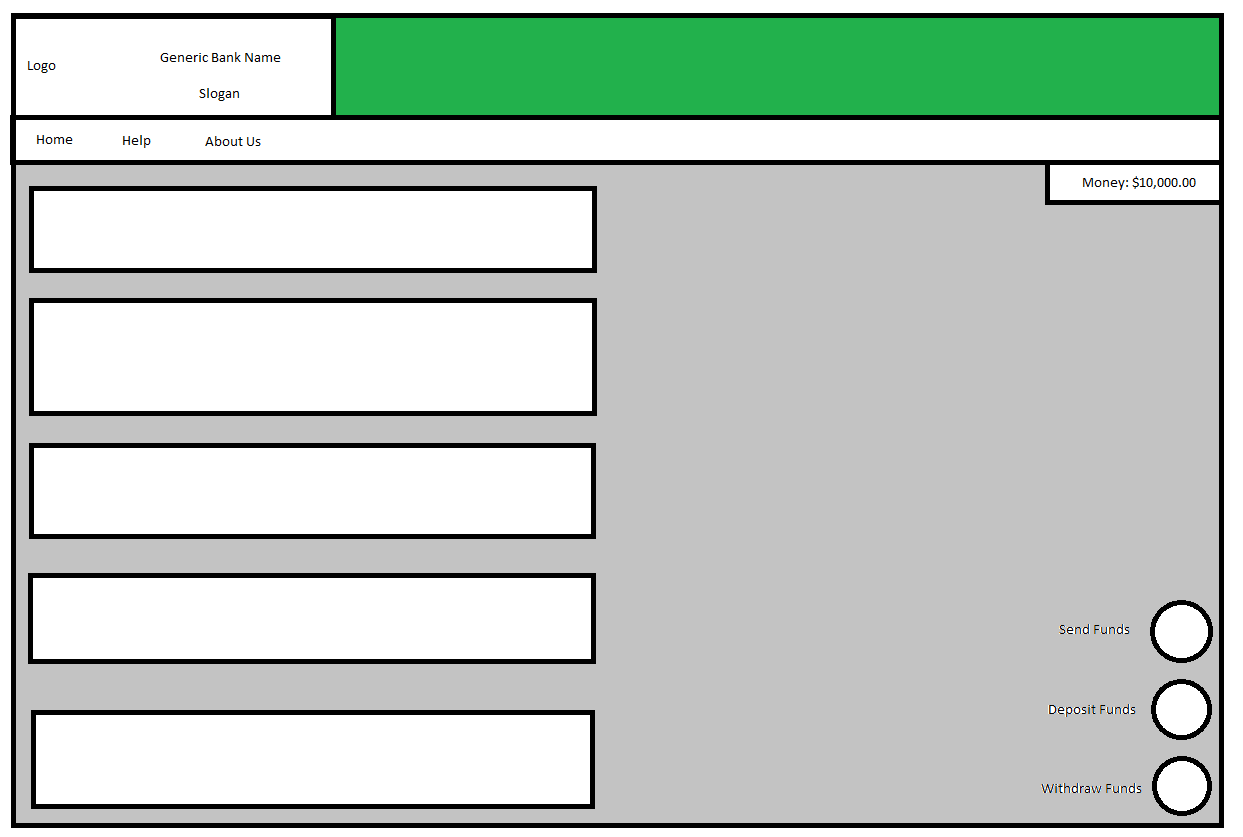 Logo
Generic Bank Name
Slogan
Home
Help
About Us
Money: $10,000.00
Send Funds
Deposit Funds
Withdraw Funds